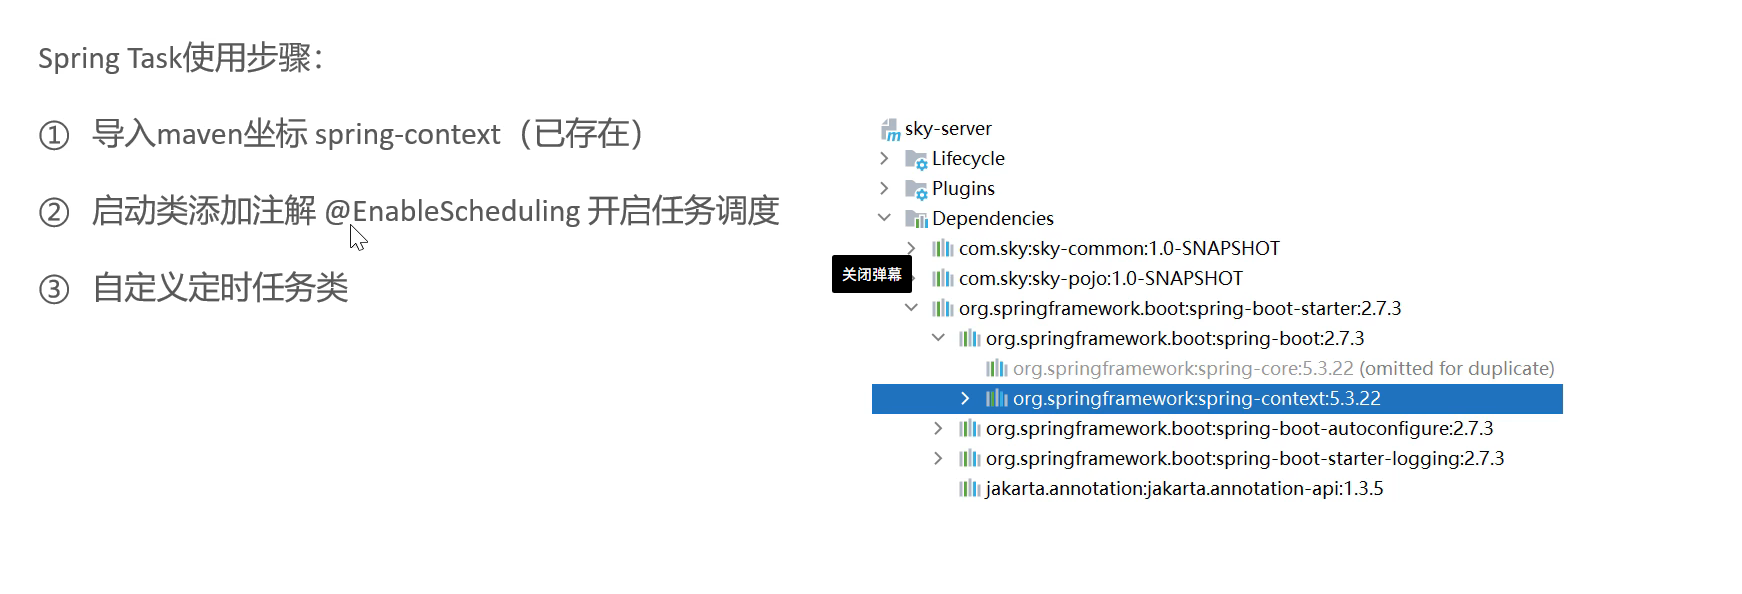 Spring Task使用步骤：
① 导入maven坐标 spring-context（已存在）
② 启动类添加注解 @EnableScheduling 开启任务调度
③ 自定义定时任务类
sky-server
Lifecycle
Plugins
Dependencies
com.sky:sky-common:1.0-SNAPSHOT
关闭弹幕
com.sky:sky-pojo:1.0-SNAPSHOT
org.springframework.boot:spring-boot-starter:2.7.3
org.springframework.boot:spring-boot:2.7.3
org.springframework:spring-core:5.3.22 (omitted for duplicate)
org.springframework:spring-context:5.3.22
org.springframework.boot:spring-boot-autoconfigure:2.7.3
org.springframework.boot:spring-boot-starter-logging:2.7.3
jakarta.annotation:jakarta.annotation-api:1.3.5